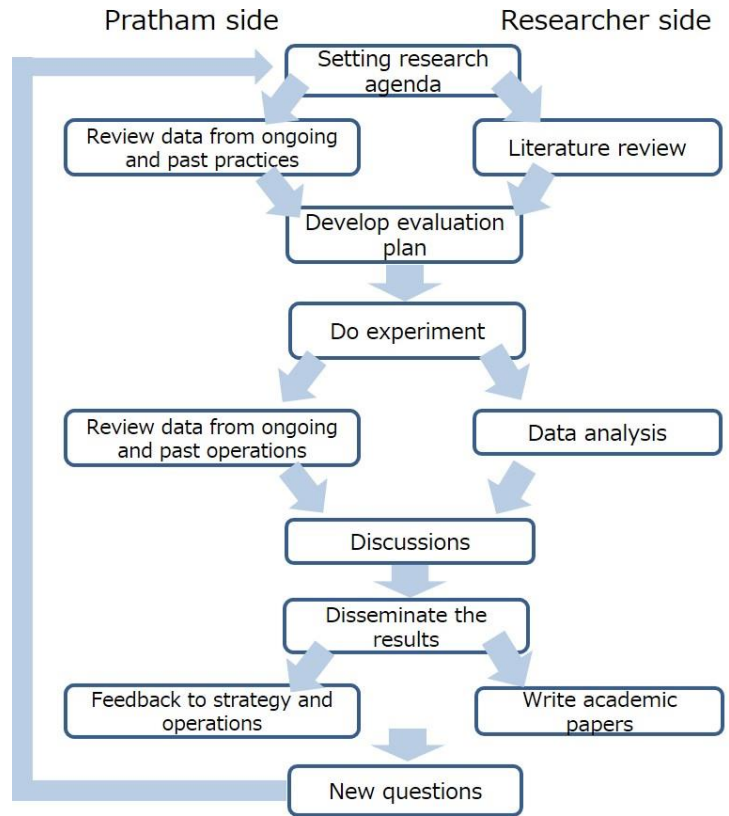 Pratham side
Researcher side
Setting research
agenda
Review data from ongoing
and past practices
Literature review
Develop evaluation
plan
Do experiment
Review data from ongoing
and past operations
Data analysis
Discussions
Disseminate the
results
Feedback to strategy and
operations
Write academic
papers
New questions